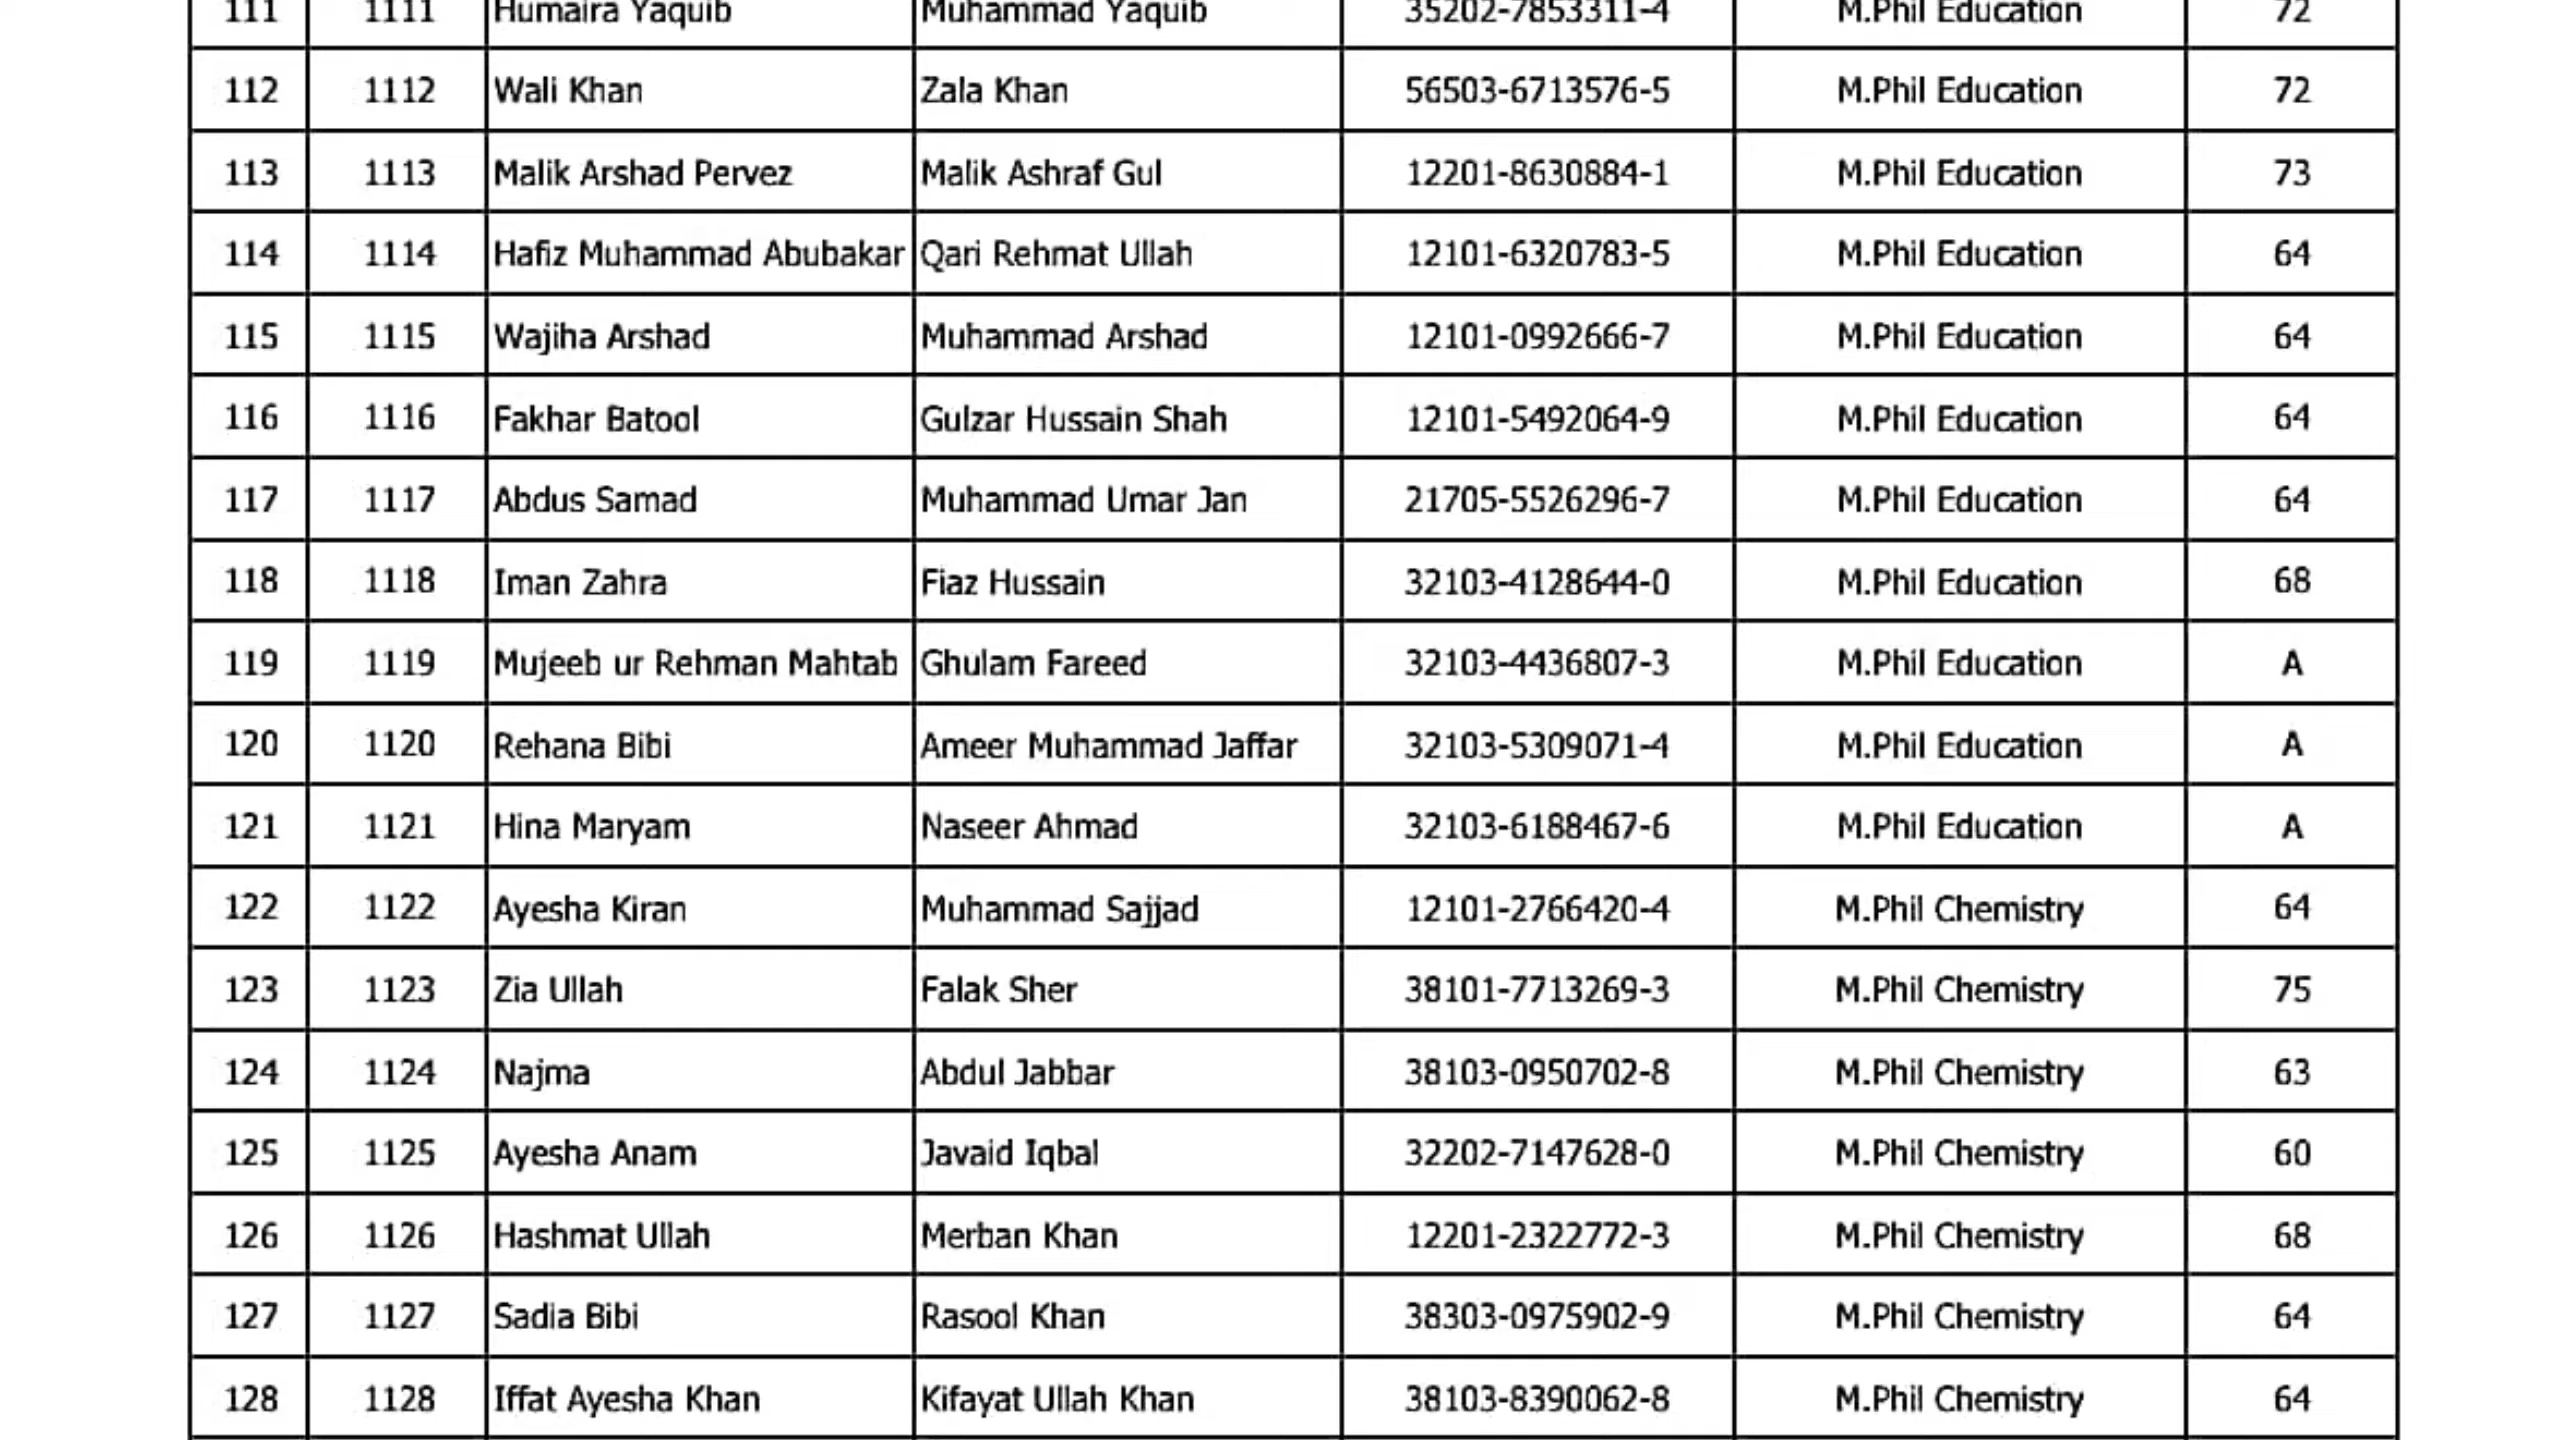 111 1111 Humaira Yaquib Muhammad Yaquib 35202-7853311-4 M.Phil Education 72
112 1112 Wali Khan Zala Khan 56503-6713576-5 M.Phil Education 72
113 1113 Malik Arshad Pervez Malik Ashraf Gul 12201-8630884-1 M.Phil Education 73
114 1114 Hafiz Muhammad Abubakar Qari Rehmat Ullah 12101-6320783-5 M.Phil Education 64
115 1115 Wajiha Arshad Muhammad Arshad 12101-0992666-7 M.Phil Education 64
116 1116 Fakhar Batool Gulzar Hussain Shah 12101-5492064-9 M.Phil Education 64
117 1117 Abdus Samad Muhammad Umar Jan 21705-5526296-7 M.Phil Education 64
118 1118 Iman Zahra Fiaz Hussain 32103-4128644-0 M.Phil Education 68
119 1119 Mujeeb ur Rehman Mahtab Ghulam Fareed 32103-4436807-3 M.Phil Education A
120 1120 Rehana Bibi Ameer Muhammad Jaffar 32103-5309071-4 M.Phil Education A
121 1121 Hina Maryam Naseer Ahmad 32103-6188467-6 M.Phil Education A
122 1122 Ayesha Kiran Muhammad Sajjad 12101-2766420-4 M.Phil Chemistry 64
123 1123 Zia Ullah Falak Sher 38101-7713269-3 M.Phil Chemistry 75
124 1124 Najma Abdul Jabbar 38103-0950702-8 M.Phil Chemistry 63
125 1125 Ayesha Anam Javaid Iqbal 32202-7147628-0 M.Phil Chemistry 60
126 1126 Hashmat Ullah Merban Khan 12201-2322772-3 M.Phil Chemistry 68
127 1127 Sadia Bibi Rasool Khan 38303-0975902-9 M.Phil Chemistry 64
128 1128 Iffat Ayesha Khan Kifayat Ullah Khan 38103-8390062-8 M.Phil Chemistry 64